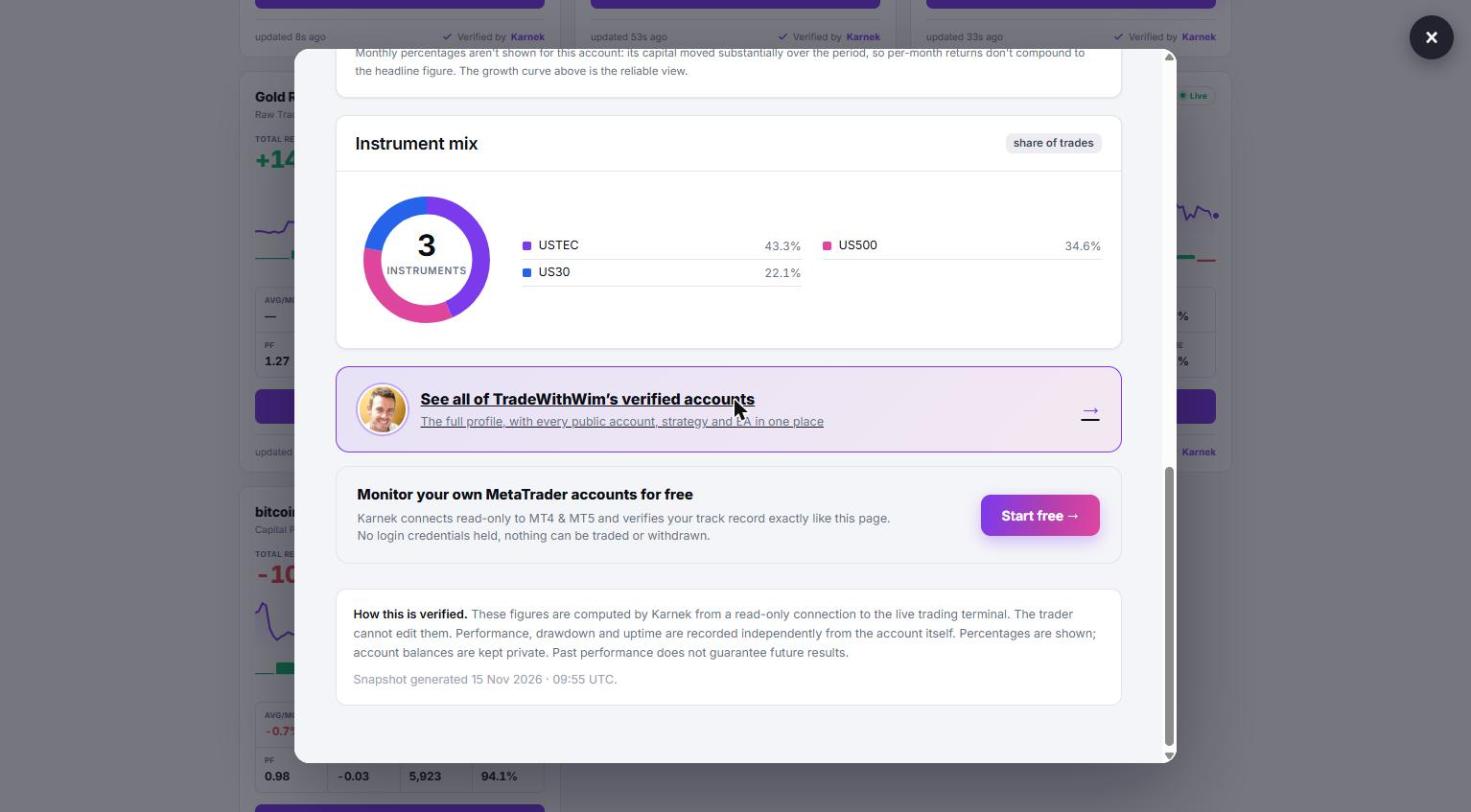 updated 8s ago
✓ Verified by Karnek
updated 53s ago
✓ Verified by Karnek
updated 33s ago
✓ Verified by Karnek
Monthly percentages aren't shown for this account: its capital moved substantially over the period, so per-month returns don't compound to
the headline figure. The growth curve above is the reliable view.
Gold
Raw
Live
TOTAL
Instrument mix
share of trades
3
INSTRUMENTS
USTEC 43.3%
US500 34.6%
US30 22.1%
—
PF
1.27
See all of TradeWithWim's verified accounts
The full profile, with every public account, strategy and EA in one place
→
updated
Karnek
Monitor your own MetaTrader accounts for free
Karnek connects read-only to MT4 & MT5 and verifies your track record exactly like this page.
No login credentials held, nothing can be traded or withdrawn.
Start free →
TOTAL
How this is verified. These figures are computed by Karnek from a read-only connection to the live trading terminal. The trader
cannot edit them. Performance, drawdown and uptime are recorded independently from the account itself. Percentages are shown;
account balances are kept private. Past performance does not guarantee future results.
Snapshot generated 15 Nov 2026 · 09:55 UTC.
PF
0.98 -0.03 5,923 94.1%